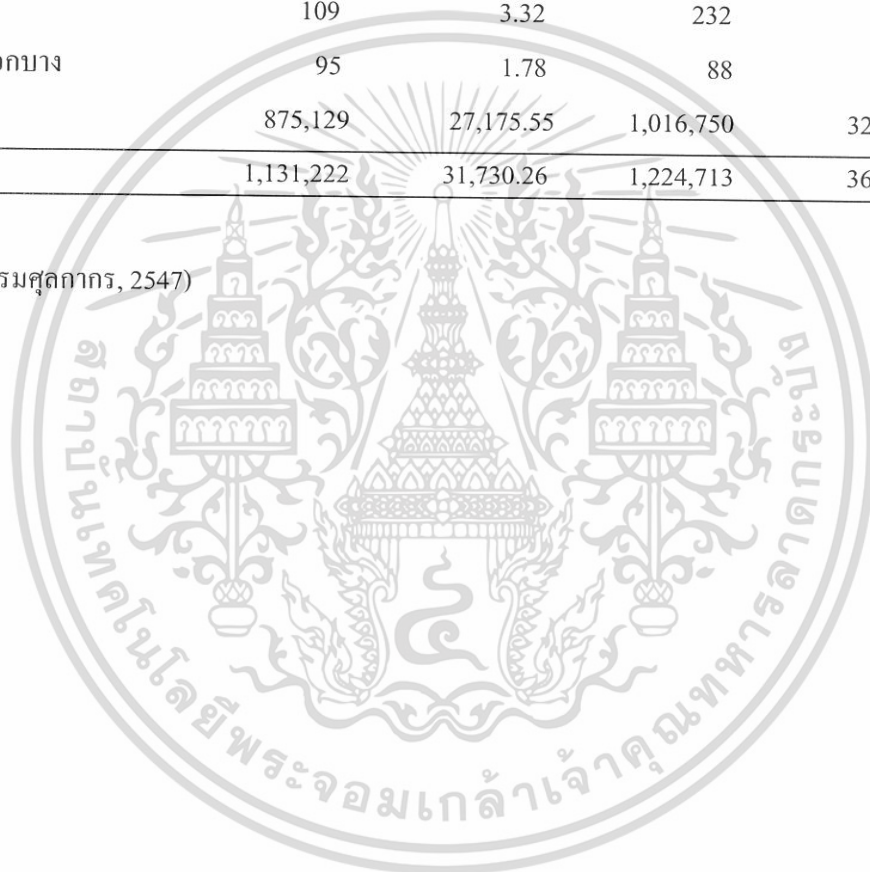 109 3.32 232
อกบาง 95 1.78 88
875,129 27,175.55 1,016,750 32
1,131,222 31,730.26 1,224,713 36
รมศุลกากร, 2547)
สถาบันเทคโนโลยีพระจอมเกล้าเจ้าคุณทหารลาดกระบัง